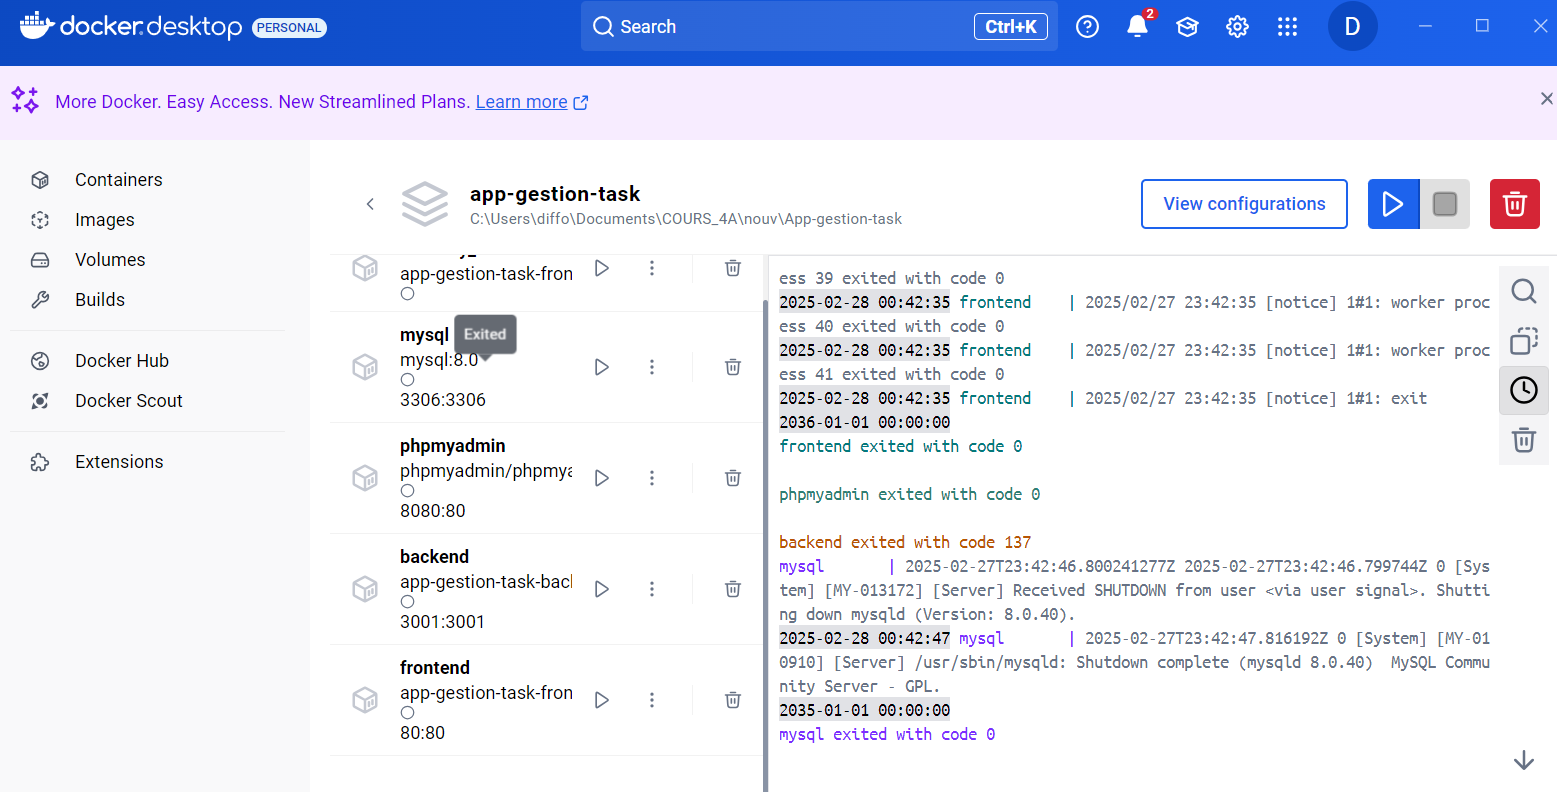 docker.desktop PERSONAL
Search Ctrl+K
2
D
More Docker. Easy Access. New Streamlined Plans. Learn more
Containers
Images
Volumes
Builds
Docker Hub
Docker Scout
Extensions
app-gestion-task
C:\Users\diffo\Documents\COURS_4A\nouv\App-gestion-task
View configurations
app-gestion-task-fron
mysql
Exited
mysql:8.0
3306:3306
phpmyadmin
phpmyadmin/phpmya
8080:80
backend
app-gestion-task-bacl
3001:3001
frontend
app-gestion-task-fron
80:80
ess 39 exited with code 0
2025-02-28 00:42:35 frontend | 2025/02/27 23:42:35 [notice] 1#1: worker proc
ess 40 exited with code 0
2025-02-28 00:42:35 frontend | 2025/02/27 23:42:35 [notice] 1#1: worker proc
ess 41 exited with code 0
2025-02-28 00:42:35 frontend | 2025/02/27 23:42:35 [notice] 1#1: exit
2036-01-01 00:00:00
frontend exited with code 0
phpmyadmin exited with code 0
backend exited with code 137
mysql | 2025-02-27T23:42:46.800241277Z 2025-02-27T23:42:46.799744Z 0 [Sys
tem] [MY-013172] [Server] Received SHUTDOWN from user <via user signal>. Shutti
ng down mysqld (Version: 8.0.40).
2025-02-28 00:42:47 mysql | 2025-02-27T23:42:47.816192Z 0 [System] [MY-01
0910] [Server] /usr/sbin/mysqld: Shutdown complete (mysqld 8.0.40) MySQL Commu
nity Server - GPL.
2035-01-01 00:00:00
mysql exited with code 0